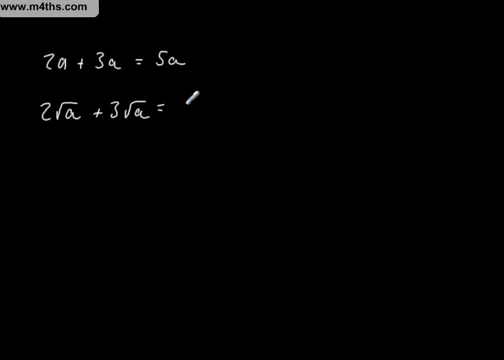 www.m4ths.com
2a + 3a = 5a
2√a + 3√a =